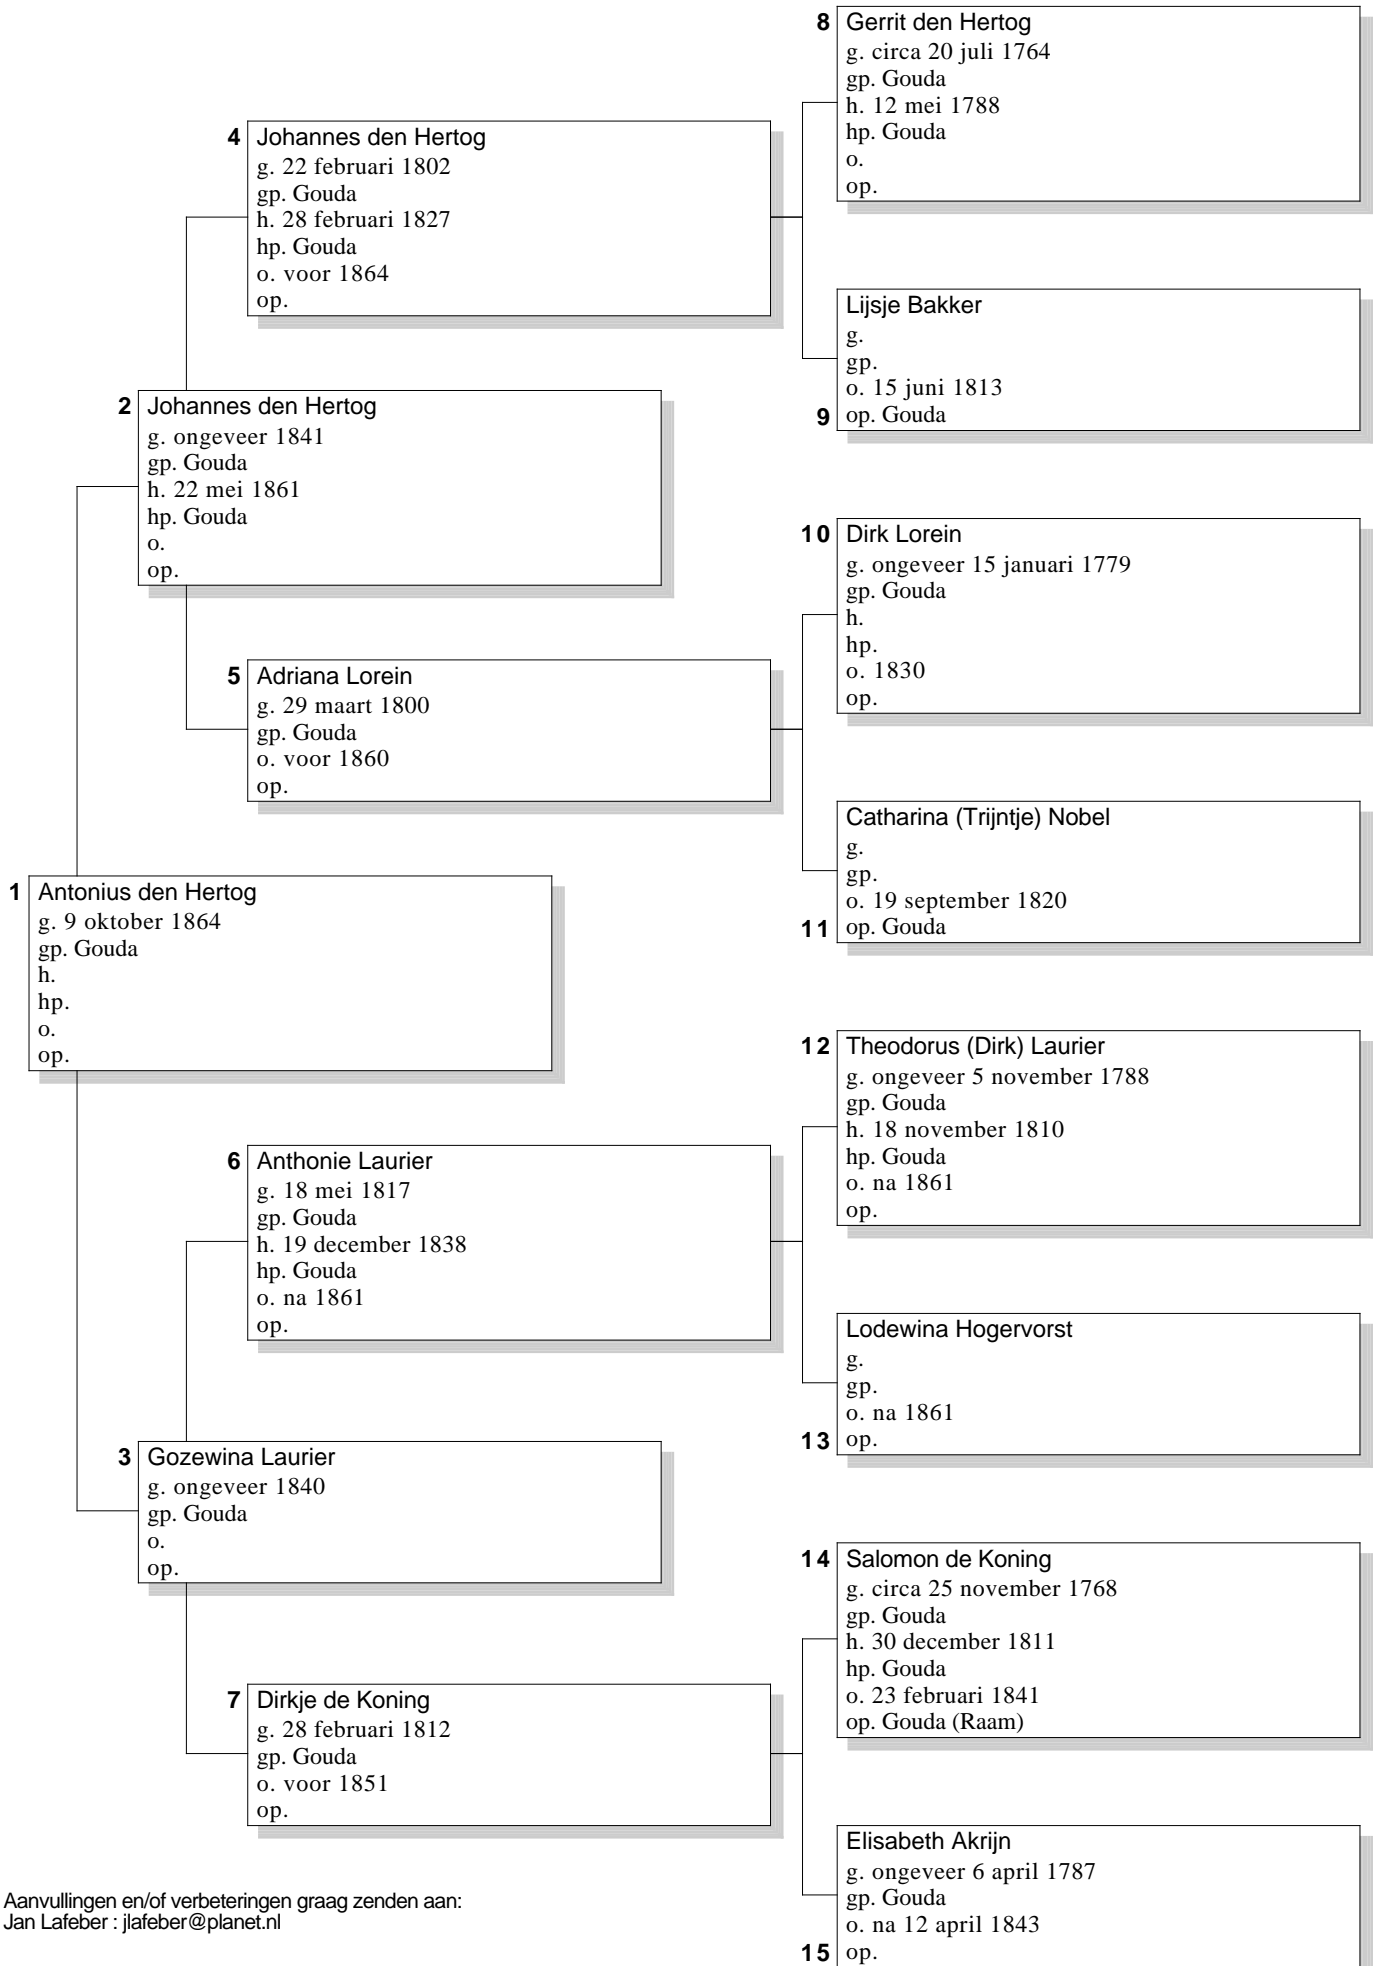 8 Gerrit den Hertog
g. circa 20 juli 1764
gp. Gouda
h. 12 mei 1788
hp. Gouda
o.
op.
4 Johannes den Hertog
g. 22 februari 1802
gp. Gouda
h. 28 februari 1827
hp. Gouda
o. voor 1864
op.
Lijsje Bakker
g.
gp.
o. 15 juni 1813
9 op. Gouda
2 Johannes den Hertog
g. ongeveer 1841
gp. Gouda
h. 22 mei 1861
hp. Gouda
o.
op.
10 Dirk Lorein
g. ongeveer 15 januari 1779
gp. Gouda
h.
hp.
o. 1830
op.
5 Adriana Lorein
g. 29 maart 1800
gp. Gouda
o. voor 1860
op.
Catharina (Trijntje) Nobel
g.
gp.
o. 19 september 1820
11 op. Gouda
1 Antonius den Hertog
g. 9 oktober 1864
gp. Gouda
h.
hp.
o.
op.
12 Theodorus (Dirk) Laurier
g. ongeveer 5 november 1788
gp. Gouda
h. 18 november 1810
hp. Gouda
o. na 1861
op.
6 Anthonie Laurier
g. 18 mei 1817
gp. Gouda
h. 19 december 1838
hp. Gouda
o. na 1861
op.
Lodewina Hogervorst
g.
gp.
o. na 1861
13 op.
3 Gozewina Laurier
g. ongeveer 1840
gp. Gouda
o.
op.
14 Salomon de Koning
g. circa 25 november 1768
gp. Gouda
h. 30 december 1811
hp. Gouda
o. 23 februari 1841
op. Gouda (Raam)
7 Dirkje de Koning
g. 28 februari 1812
gp. Gouda
o. voor 1851
op.
Elisabeth Akrijn
g. ongeveer 6 april 1787
gp. Gouda
o. na 12 april 1843
15 op.
Aanvullingen en/of verbeteringen graag zenden aan:
Jan Lafeber : jlafeber@planet.nl